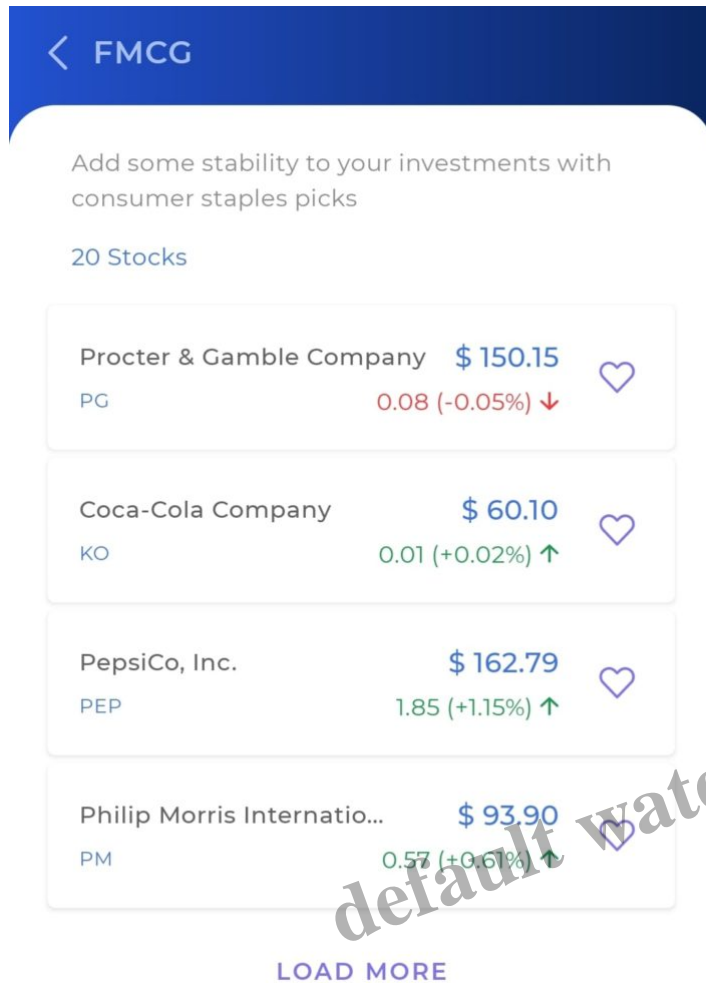 FMCG
Add some stability to your investments with
consumer staples picks
20 Stocks
Procter & Gamble Company $ 150.15
PG 0.08 (-0.05%) ↓
Coca-Cola Company $ 60.10
KO 0.01 (+0.02%) ↑
PepsiCo, Inc. $ 162.79
PEP 1.85 (+1.15%) ↑
Philip Morris Internatio... $ 93.90
PM 0.57 (+0.61%) ↑
default wate
LOAD MORE